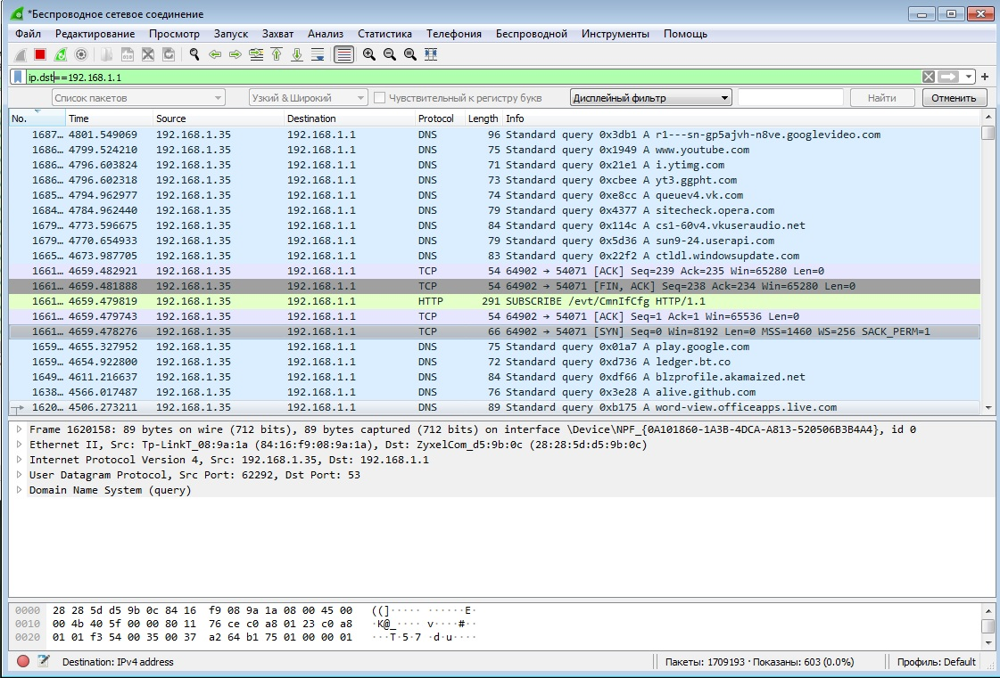 *Беспроводное сетевое соединение
Файл Редактирование Просмотр Запуск Захват Анализ Статистика Телефония Беспроводной Инструменты Помощь
ip.dst==192.168.1.1
Список пакетов Узкий & Широкий Чувствительный к регистру букв Дисплейный фильтр Найти Отменить
No. Time Source Destination Protocol Length Info
1687… 4801.549069 192.168.1.35 192.168.1.1 DNS 96 Standard query 0x3db1 A r1---sn-gp5ajvh-n8ve.googlevideo.com
1686… 4799.524210 192.168.1.35 192.168.1.1 DNS 75 Standard query 0x1949 A www.youtube.com
1686… 4796.603824 192.168.1.35 192.168.1.1 DNS 71 Standard query 0x21e1 A i.ytimg.com
1686… 4796.602318 192.168.1.35 192.168.1.1 DNS 73 Standard query 0xcbee A yt3.ggpht.com
1685… 4794.962977 192.168.1.35 192.168.1.1 DNS 74 Standard query 0xe8cc A queuev4.vk.com
1684… 4784.962440 192.168.1.35 192.168.1.1 DNS 79 Standard query 0x4377 A sitecheck.opera.com
1679… 4773.596675 192.168.1.35 192.168.1.1 DNS 84 Standard query 0x114c A cs1-60v4.vkuseraudio.net
1679… 4770.654933 192.168.1.35 192.168.1.1 DNS 79 Standard query 0x5d36 A sun9-24.userapi.com
1665… 4673.987705 192.168.1.35 192.168.1.1 DNS 83 Standard query 0x22f2 A ctldl.windowsupdate.com
1661… 4659.482921 192.168.1.35 192.168.1.1 TCP 54 64902 → 54071 [ACK] Seq=239 Ack=235 Win=65280 Len=0
1661… 4659.481888 192.168.1.35 192.168.1.1 TCP 54 64902 → 54071 [FIN, ACK] Seq=238 Ack=234 Win=65280 Len=0
1661… 4659.479819 192.168.1.35 192.168.1.1 HTTP 291 SUBSCRIBE /evt/CmnIfCfg HTTP/1.1
1661… 4659.479743 192.168.1.35 192.168.1.1 TCP 54 64902 → 54071 [ACK] Seq=1 Ack=1 Win=65536 Len=0
1661… 4659.478276 192.168.1.35 192.168.1.1 TCP 66 64902 → 54071 [SYN] Seq=0 Win=8192 Len=0 MSS=1460 WS=256 SACK_PERM=1
1659… 4655.327952 192.168.1.35 192.168.1.1 DNS 75 Standard query 0x01a7 A play.google.com
1659… 4654.922800 192.168.1.35 192.168.1.1 DNS 72 Standard query 0xd736 A ledger.bt.co
1649… 4611.216637 192.168.1.35 192.168.1.1 DNS 84 Standard query 0xdf66 A blzprofile.akamaized.net
1638… 4566.017487 192.168.1.35 192.168.1.1 DNS 76 Standard query 0x3e28 A alive.github.com
1620… 4506.273211 192.168.1.35 192.168.1.1 DNS 89 Standard query 0xb175 A word-view.officeapps.live.com
Frame 1620158: 89 bytes on wire (712 bits), 89 bytes captured (712 bits) on interface \Device\NPF_{0A101860-1A3B-4DCA-A813-520506B3B4A4}, id 0
Ethernet II, Src: Tp-LinkT_08:9a:1a (84:16:f9:08:9a:1a), Dst: ZyxelCom_d5:9b:0c (28:28:5d:d5:9b:0c)
Internet Protocol Version 4, Src: 192.168.1.35, Dst: 192.168.1.1
User Datagram Protocol, Src Port: 62292, Dst Port: 53
Domain Name System (query)
0000 28 28 5d d5 9b 0c 84 16 f9 08 9a 1a 08 00 45 00 ((]····· ······E·
0010 00 4b 40 5f 00 00 80 11 76 ce c0 a8 01 23 c0 a8 ·K@_···· v····#··
0020 01 01 f3 54 00 35 00 37 a2 64 b1 75 01 00 00 01 ···T·5·7 ·d·u····
Destination: IPv4 address Пакеты: 1709193 · Показаны: 603 (0.0%) Профиль: Default